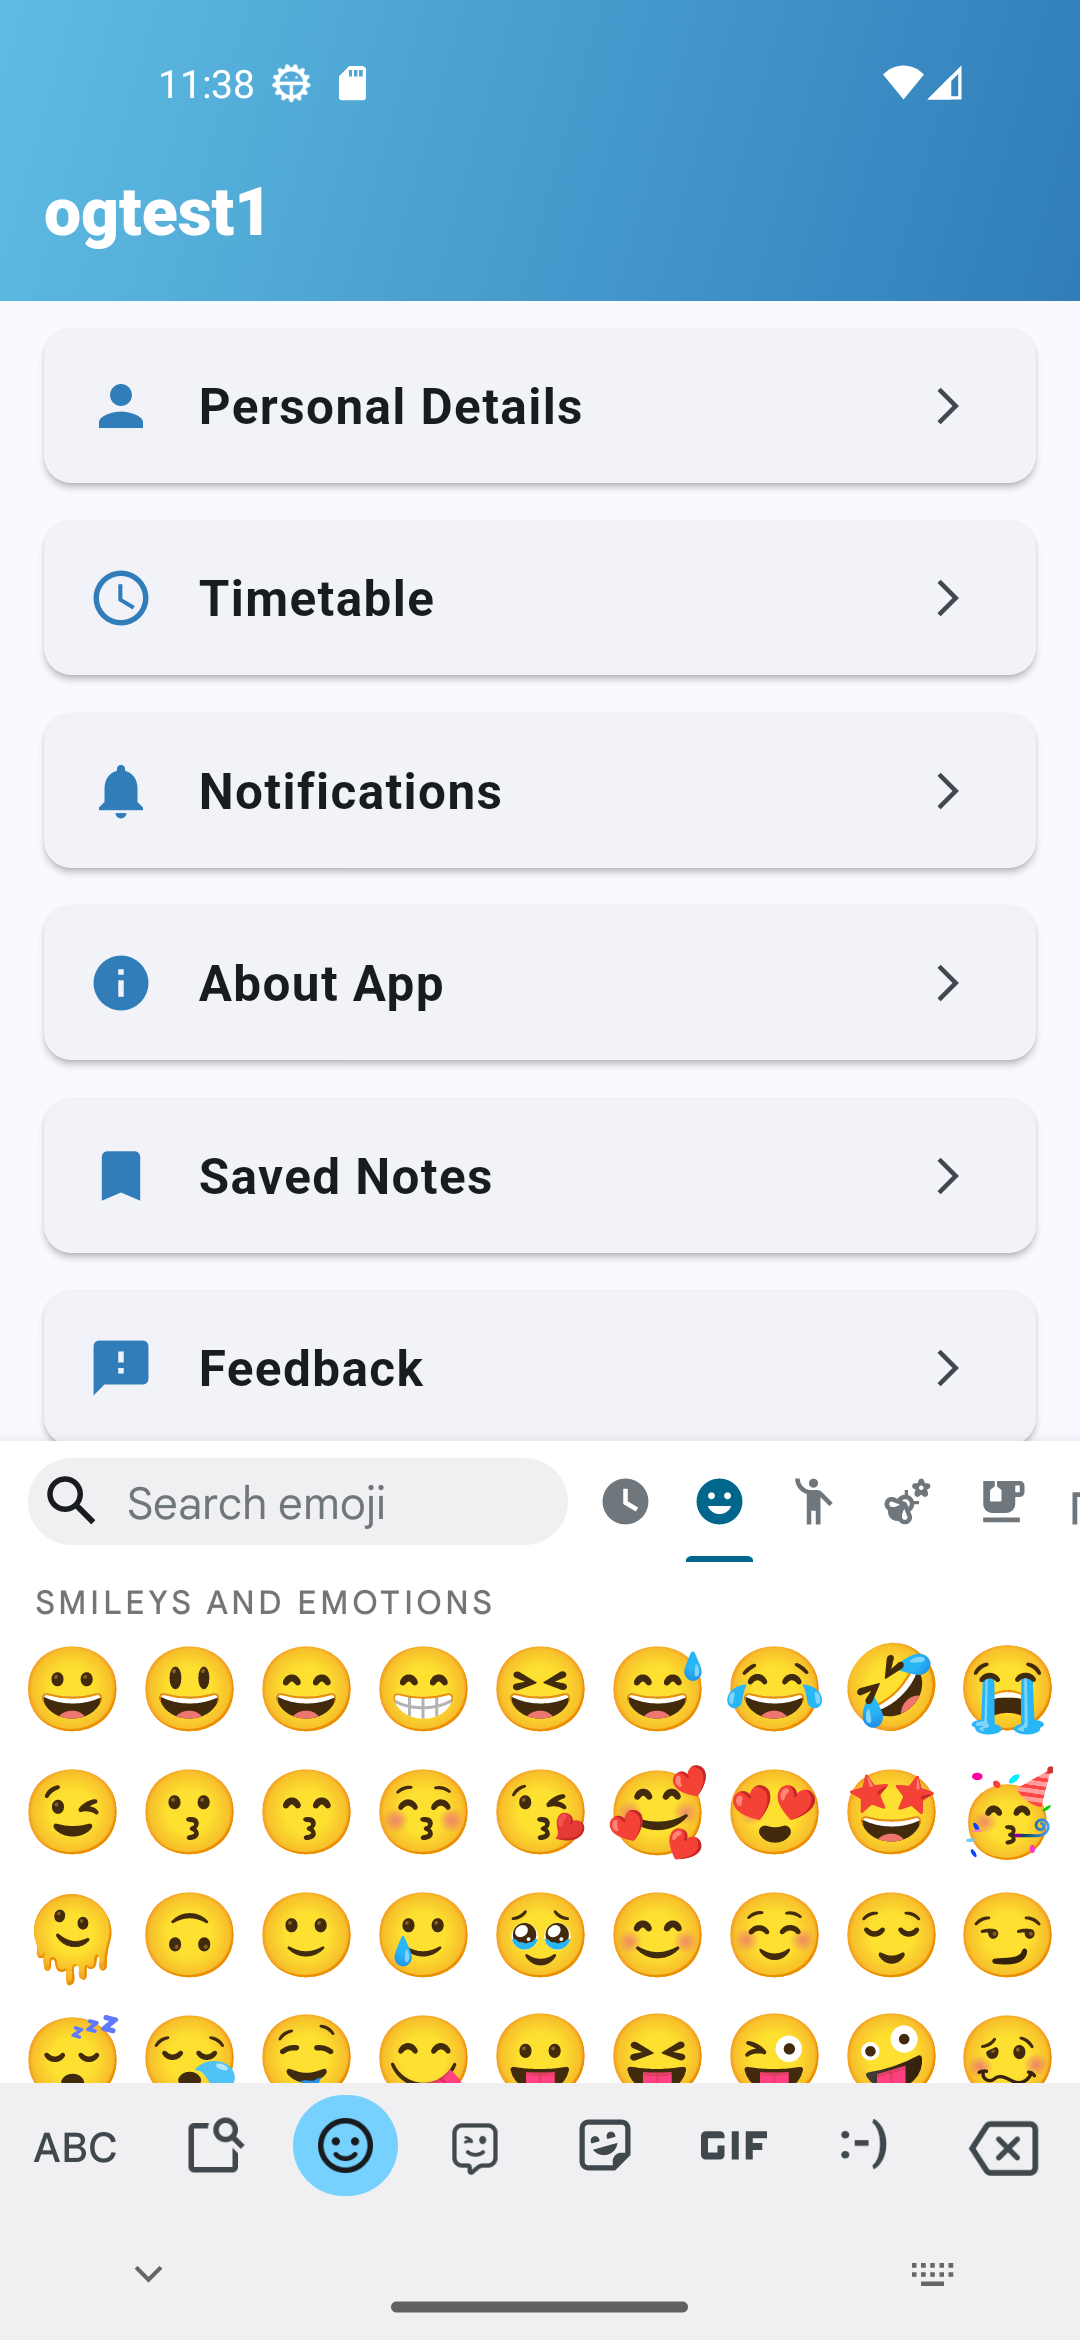 11:38
ogtest1
Personal Details
Timetable
Notifications
About App
Saved Notes
Feedback
Search emoji
SMILEYS AND EMOTIONS
ABC
GIF
:-)